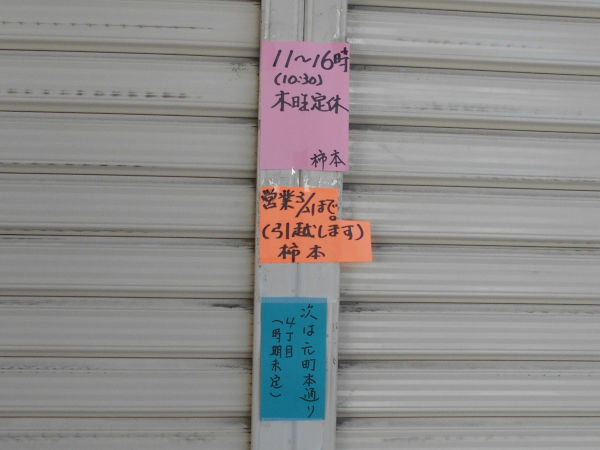 11〜16時
(10:30)
木曜定休
柿本
営業3/21まで。
(引越します)
柿本
次は元町本通り
4丁目
(時期未定)